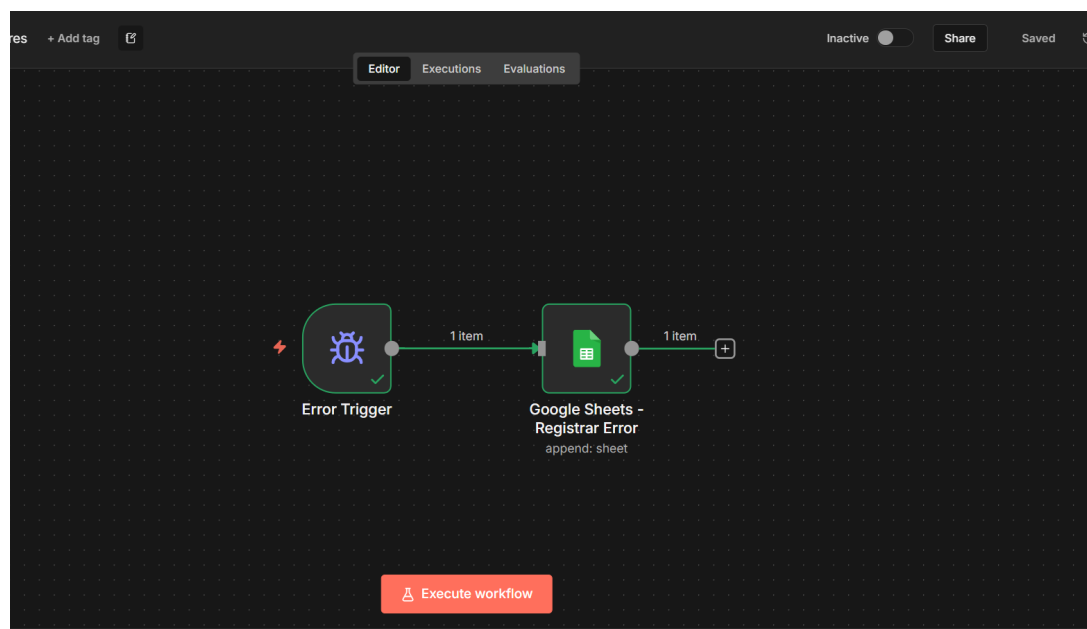 res + Add tag Inactive Share Saved
Editor Executions Evaluations
1 item 1 item
Error Trigger Google Sheets -
Registrar Error
append: sheet
Execute workflow